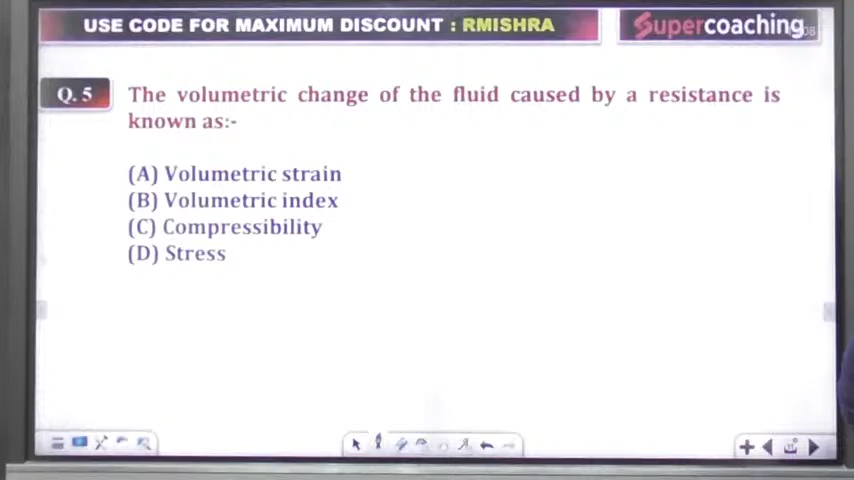 USE CODE FOR MAXIMUM DISCOUNT : RMISHRA
Supercoaching
Q. 5
The volumetric change of the fluid caused by a resistance is
known as:-
(A) Volumetric strain
(B) Volumetric index
(C) Compressibility
(D) Stress